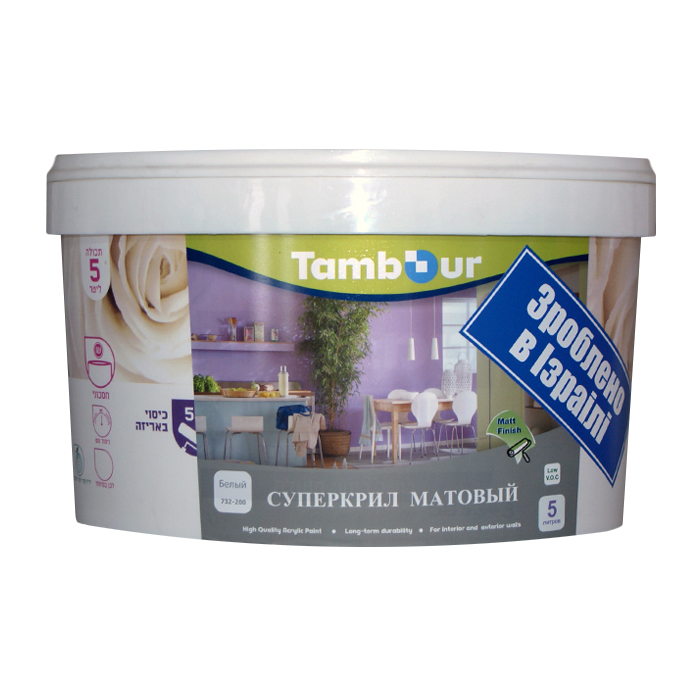 תכולה
5
ליטר
חסכוני
כיסוי
באריזה
5
Tambour
Зроблено
в Ізраїлі
Matt
Finish
Low
V.O.C
Белый
732-200
СУПЕРКРИЛ МАТОВЫЙ
5
литров
High Quality Acrylic Paint • Long-term durability • For interior and exterior walls